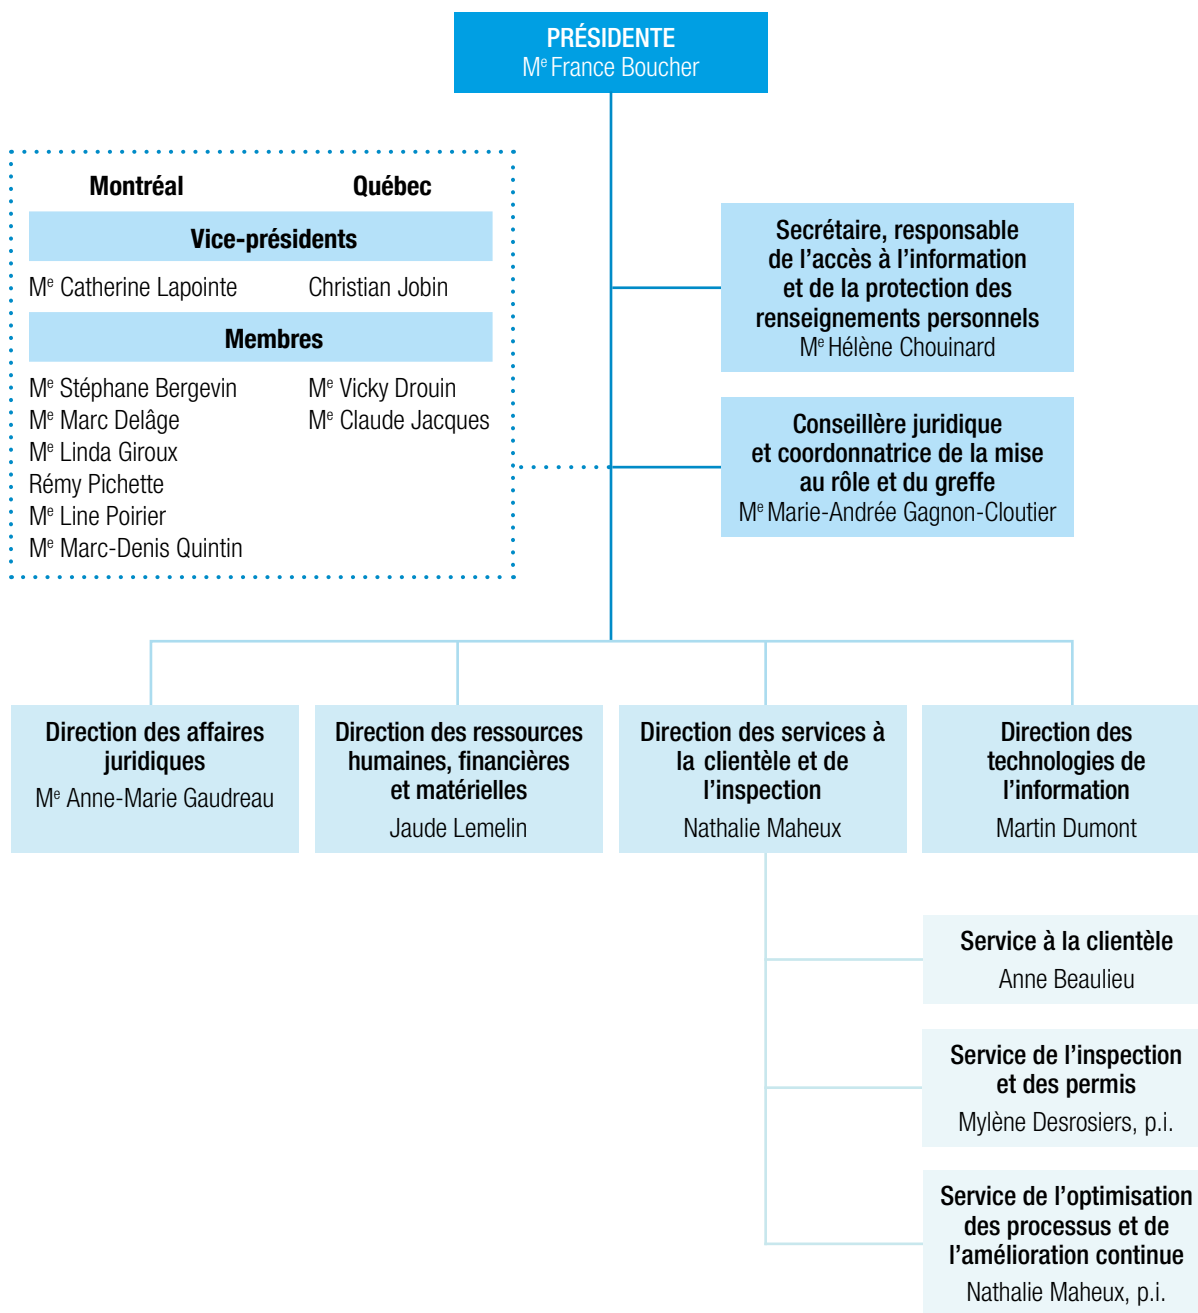 PRÉSIDENTE
Me France Boucher
Montréal Québec
Vice-présidents
Me Catherine Lapointe Christian Jobin
Membres
Me Stéphane Bergevin Me Vicky Drouin
Me Marc Delâge Me Claude Jacques
Me Linda Giroux
Rémy Pichette
Me Line Poirier
Me Marc-Denis Quintin
Secrétaire, responsable
de l’accès à l’information
et de la protection des
renseignements personnels
Me Hélène Chouinard
Conseillère juridique
et coordonnatrice de la mise
au rôle et du greffe
Me Marie-Andrée Gagnon-Cloutier
Direction des affaires
juridiques
Me Anne-Marie Gaudreau
Direction des ressources
humaines, financières
et matérielles
Jaude Lemelin
Direction des services à
la clientèle et de
l’inspection
Nathalie Maheux
Direction des
technologies de
l’information
Martin Dumont
Service à la clientèle
Anne Beaulieu
Service de l’inspection
et des permis
Mylène Desrosiers, p.i.
Service de l’optimisation
des processus et de
l’amélioration continue
Nathalie Maheux, p.i.